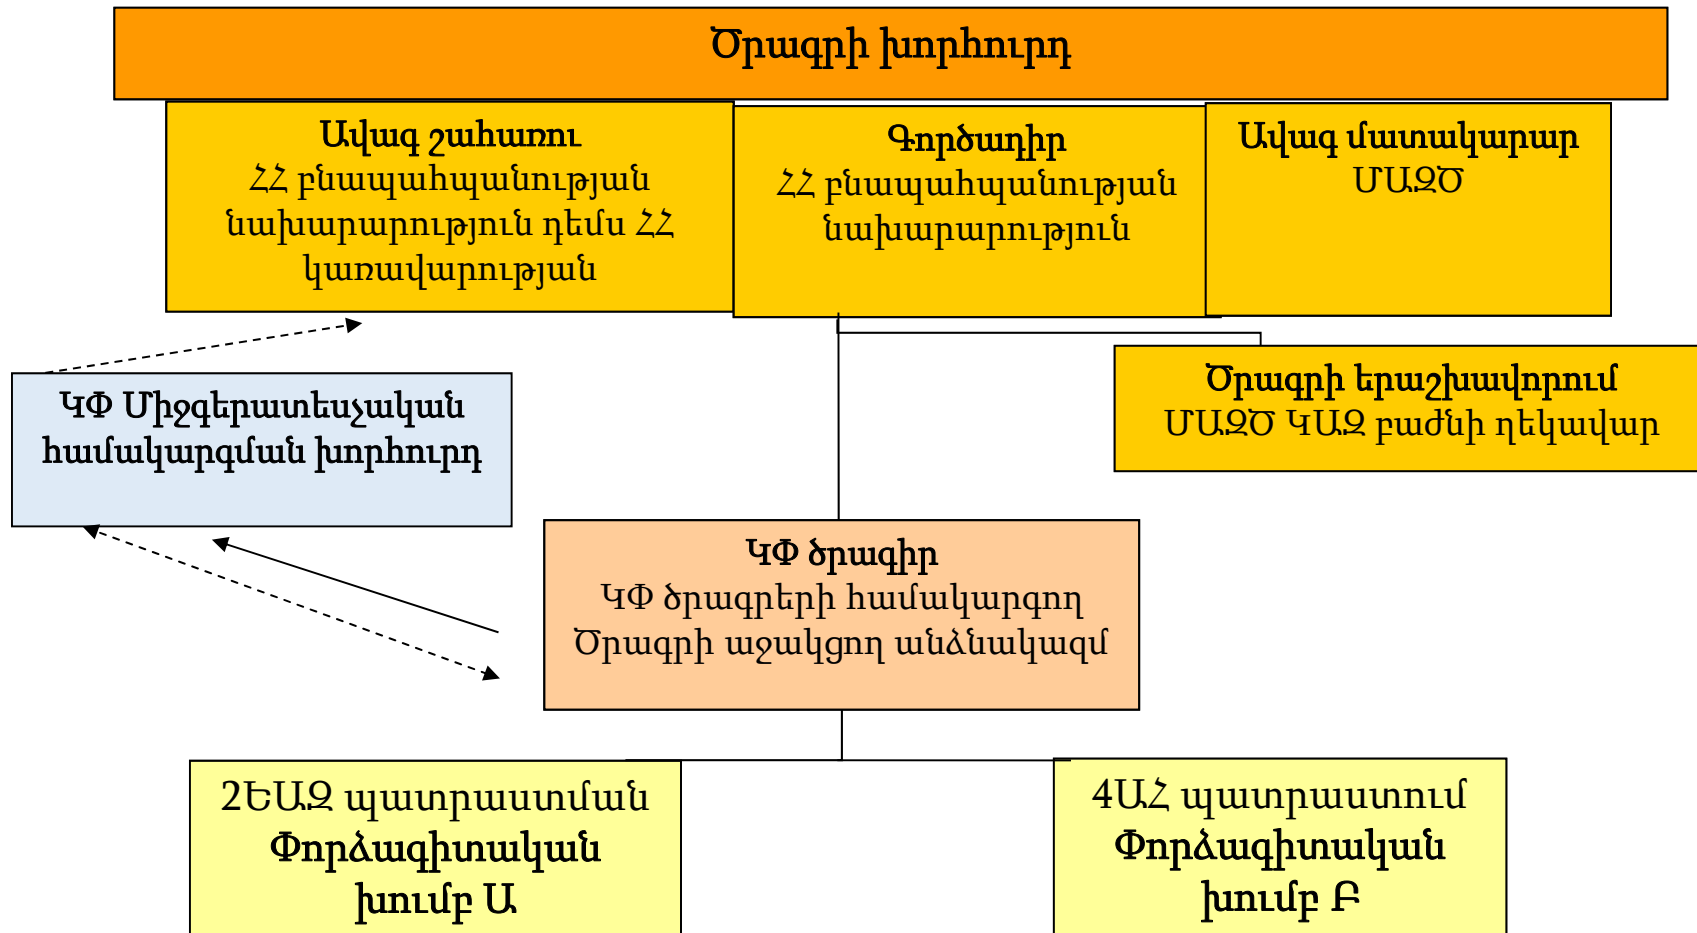 Ծրագրի խորհուրդ
Ավագ շահառու
ՀՀ բնապահպանության
նախարարություն դեմս ՀՀ
կառավարության
Գործադիր
ՀՀ բնապահպանության
նախարարություն
Ավագ մատակարար
ՄԱԶԾ
Ծրագրի երաշխավորում
ՄԱԶԾ ԿԱԶ բաժնի ղեկավար
ԿՓ Միջգերատեսչական
համակարգման խորհուրդ
ԿՓ ծրագիր
ԿՓ ծրագրերի համակարգող
Ծրագրի աջակցող անձնակազմ
2ԵԱԶ պատրաստման
Փորձագիտական
խումբ Ա
4ԱՀ պատրաստում
Փորձագիտական
խումբ Բ